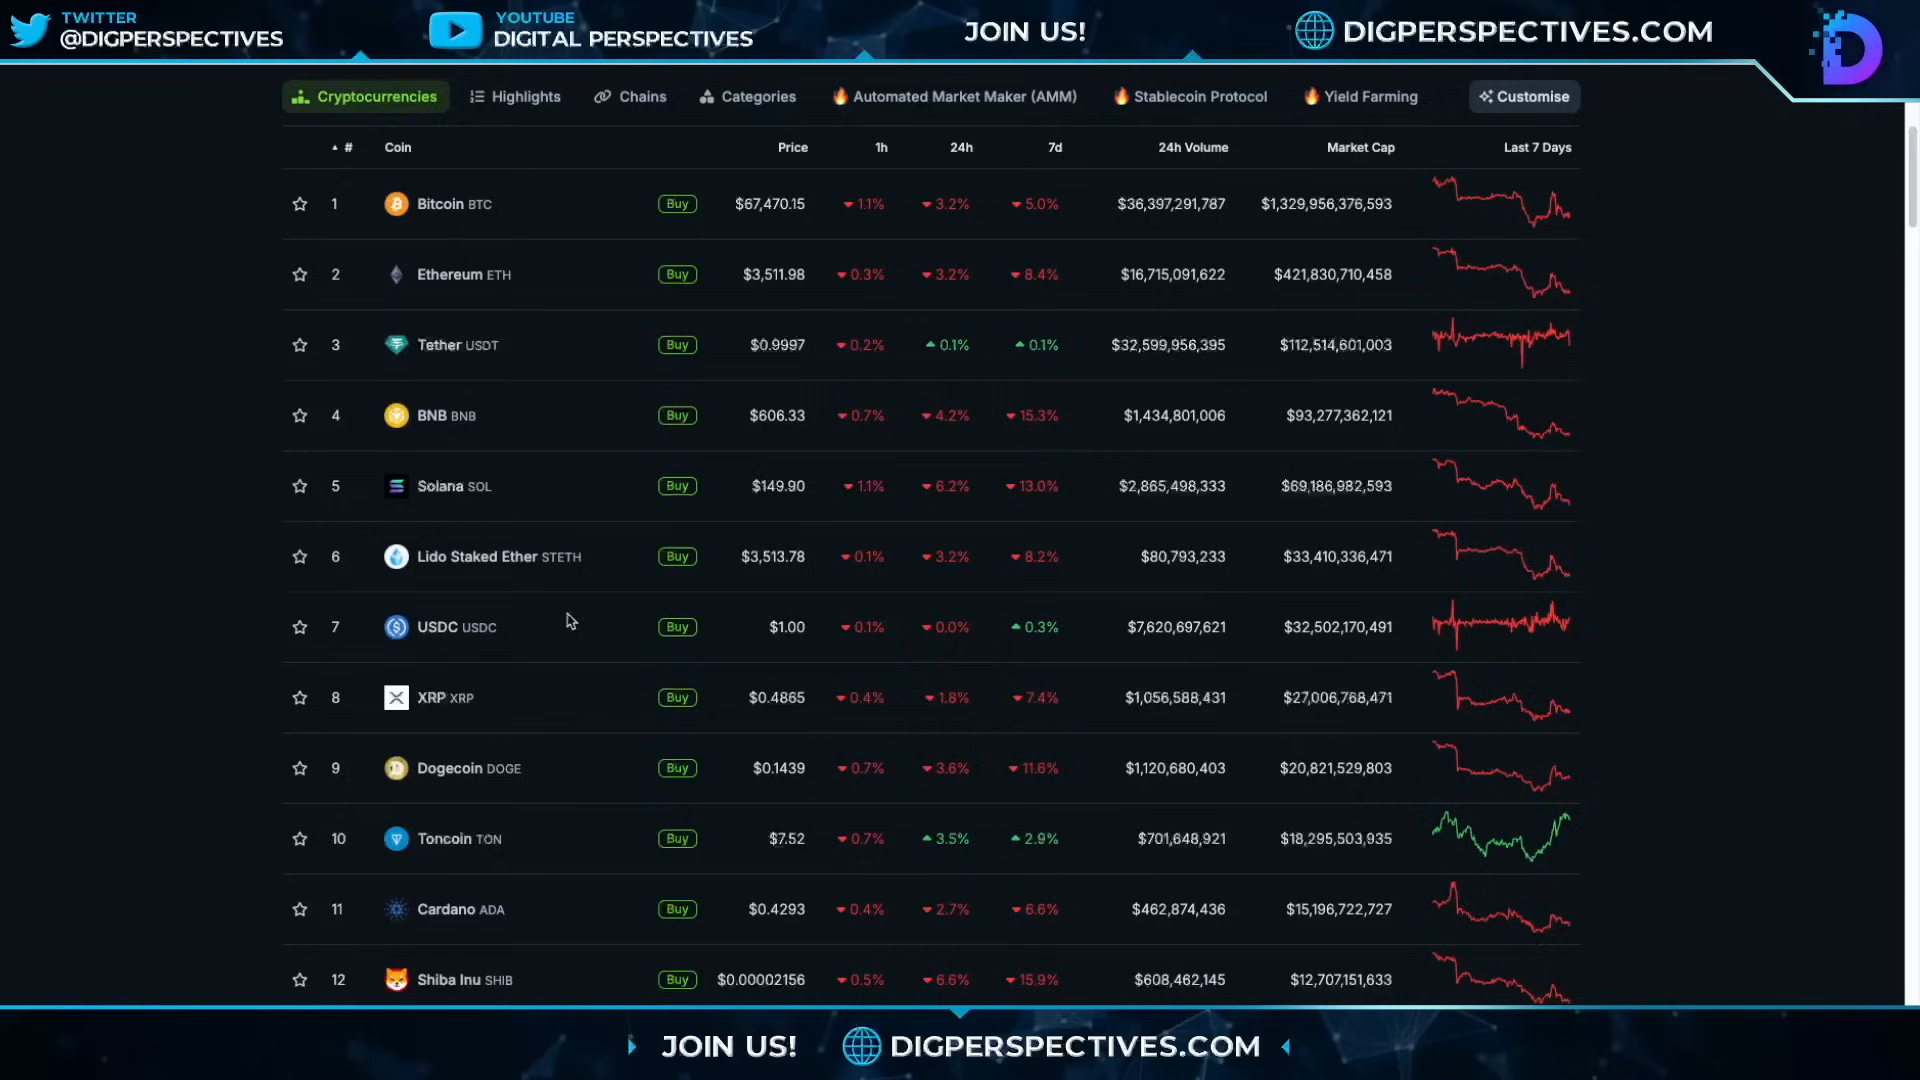 TWITTER
@DIGPERSPECTIVES
YOUTUBE
DIGITAL PERSPECTIVES
JOIN US!
DIGPERSPECTIVES.COM
Cryptocurrencies Highlights Chains Categories Automated Market Maker (AMM) Stablecoin Protocol Yield Farming Customise
# Coin Price 1h 24h 7d 24h Volume Market Cap Last 7 Days
1 Bitcoin BTC Buy $67,470.15 1.1% 3.2% 5.0% $36,397,291,787 $1,329,956,376,593
2 Ethereum ETH Buy $3,511.98 0.3% 3.2% 8.4% $16,715,091,622 $421,830,710,458
3 Tether USDT Buy $0.9997 0.2% 0.1% 0.1% $32,599,956,395 $112,514,601,003
4 BNB BNB Buy $606.33 0.7% 4.2% 15.3% $1,434,801,006 $93,277,362,121
5 Solana SOL Buy $149.90 1.1% 6.2% 13.0% $2,865,498,333 $69,186,982,593
6 Lido Staked Ether STETH Buy $3,513.78 0.1% 3.2% 8.2% $80,793,233 $33,410,336,471
7 USDC USDC Buy $1.00 0.1% 0.0% 0.3% $7,620,697,621 $32,502,170,491
8 XRP XRP Buy $0.4865 0.4% 1.8% 7.4% $1,056,588,431 $27,006,768,471
9 Dogecoin DOGE Buy $0.1439 0.7% 3.6% 11.6% $1,120,680,403 $20,821,529,803
10 Toncoin TON Buy $7.52 0.7% 3.5% 2.9% $701,648,921 $18,295,503,935
11 Cardano ADA Buy $0.4293 0.4% 2.7% 6.6% $462,874,436 $15,196,722,727
12 Shiba Inu SHIB Buy $0.00002156 0.5% 6.6% 15.9% $608,462,145 $12,707,151,633
JOIN US! DIGPERSPECTIVES.COM